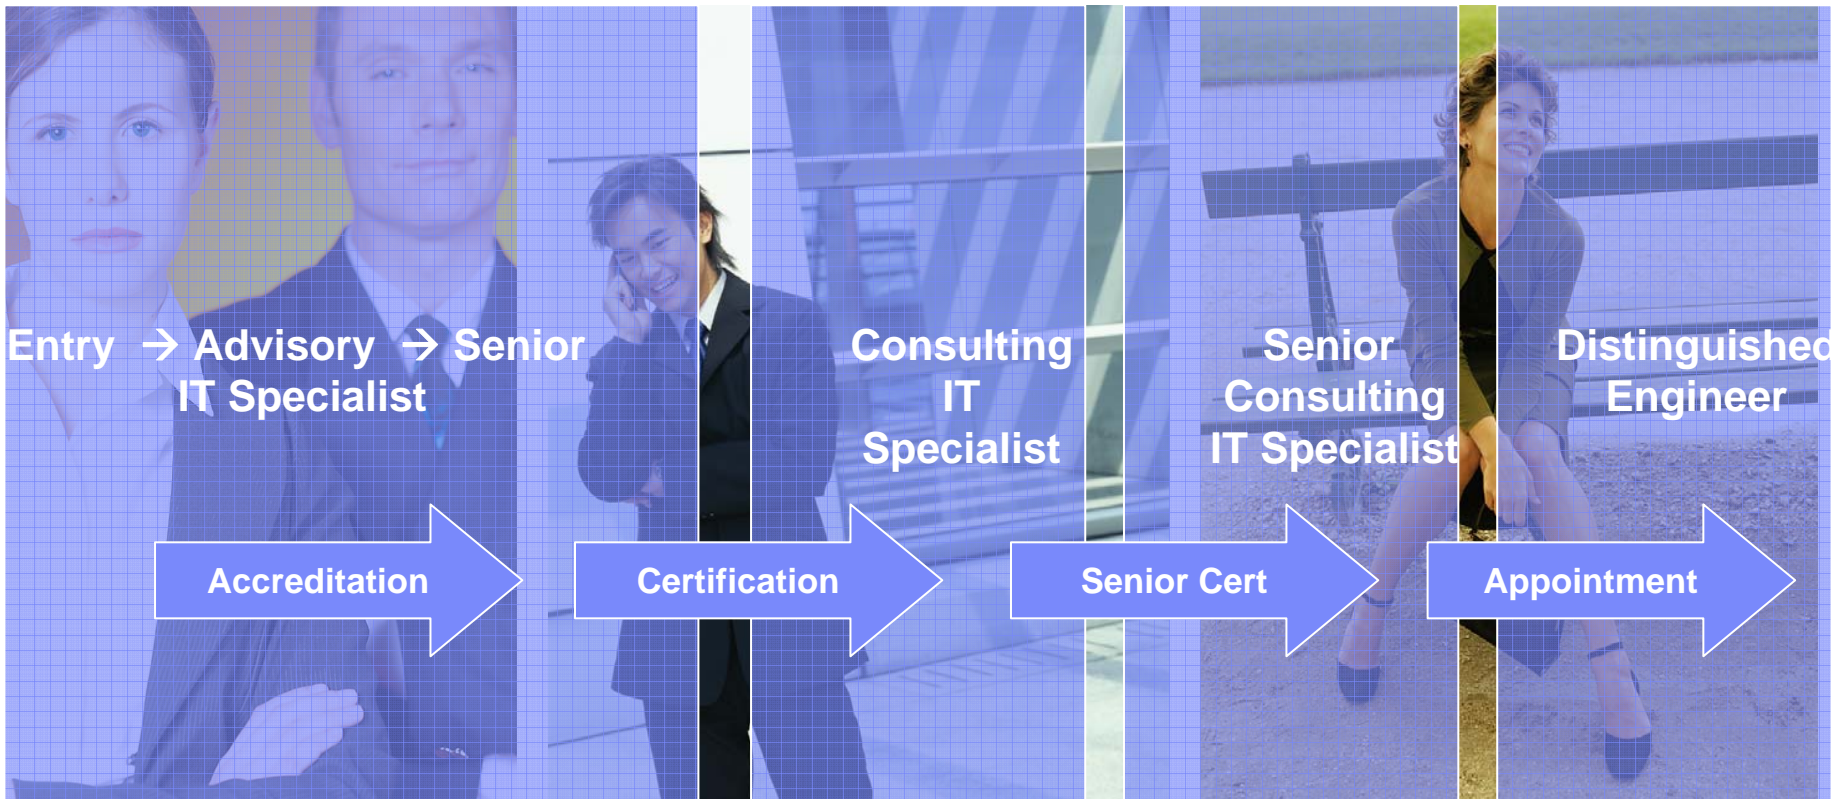 Entry → Advisory → Senior
IT Specialist
Consulting
IT
Specialist
Senior
Consulting
IT Specialist
Distinguished
Engineer
Accreditation
Certification
Senior Cert
Appointment